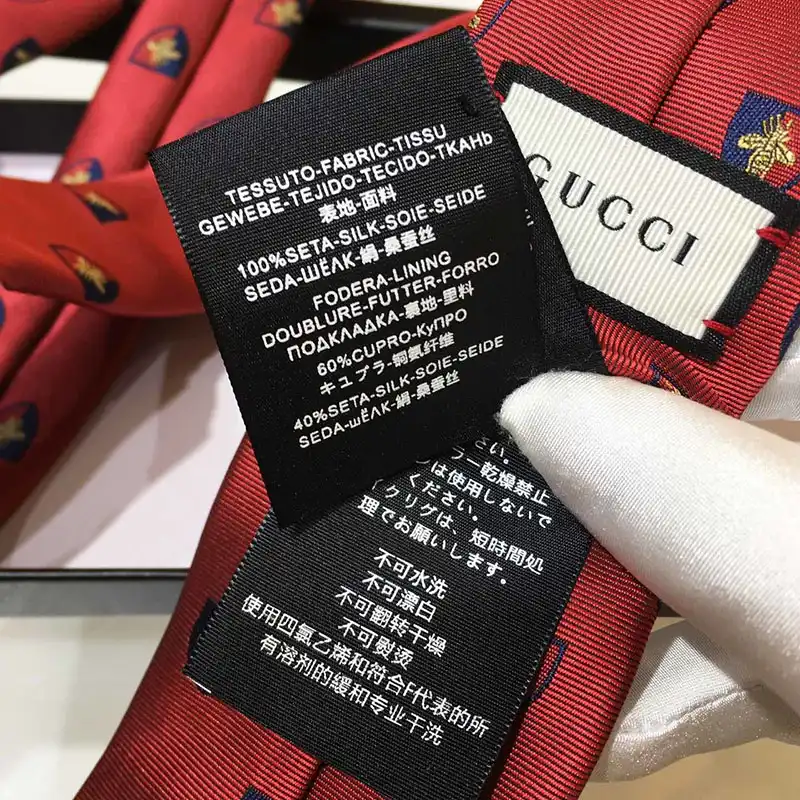 TESSUTO-FABRIC-TISSU
GEWEBE-TEJIDO-TECIDO-ТКАНЬ
表地-面料
100%SETA-SILK-SOIE-SEIDE
SEDA-ШЁЛК-絹-桑蚕丝
FODERA-LINING
DOUBLURE-FUTTER-FORRO
ПОДКЛАДКА-裏地-里料
60%CUPRO-КуПРО
キュプラ-铜氨纤维
40%SETA-SILK-SOIE-SEIDE
SEDA-ШЁЛК-絹-桑蚕丝
GUCCI
さい。
ラー乾燥禁止
は使用しないで
ください。
イクリグは、短時間処
理でお願いします。
不可水洗
不可漂白
不可翻转干燥
不可熨烫
使用四氯乙烯和符合F代表的所
有溶剂的緩和专业干洗